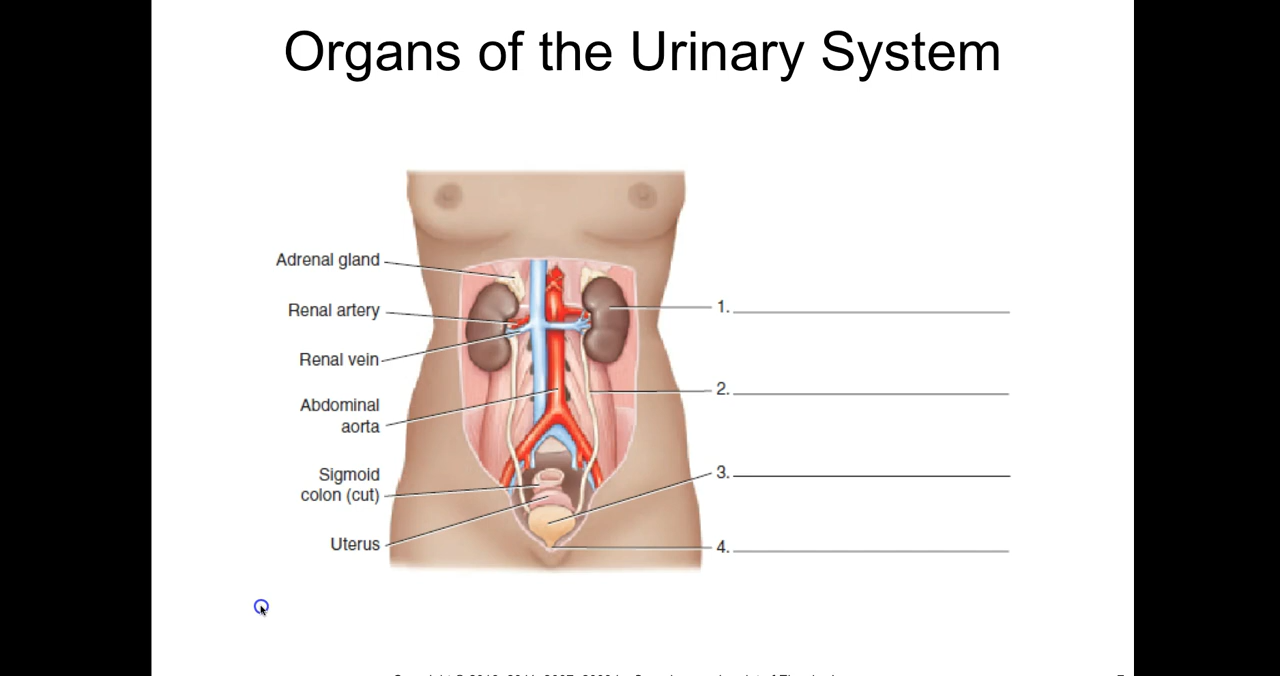 Organs of the Urinary System
Adrenal gland
Renal artery
Renal vein
Abdominal
aorta
Sigmoid
colon (cut)
Uterus
1.
2.
3.
4.